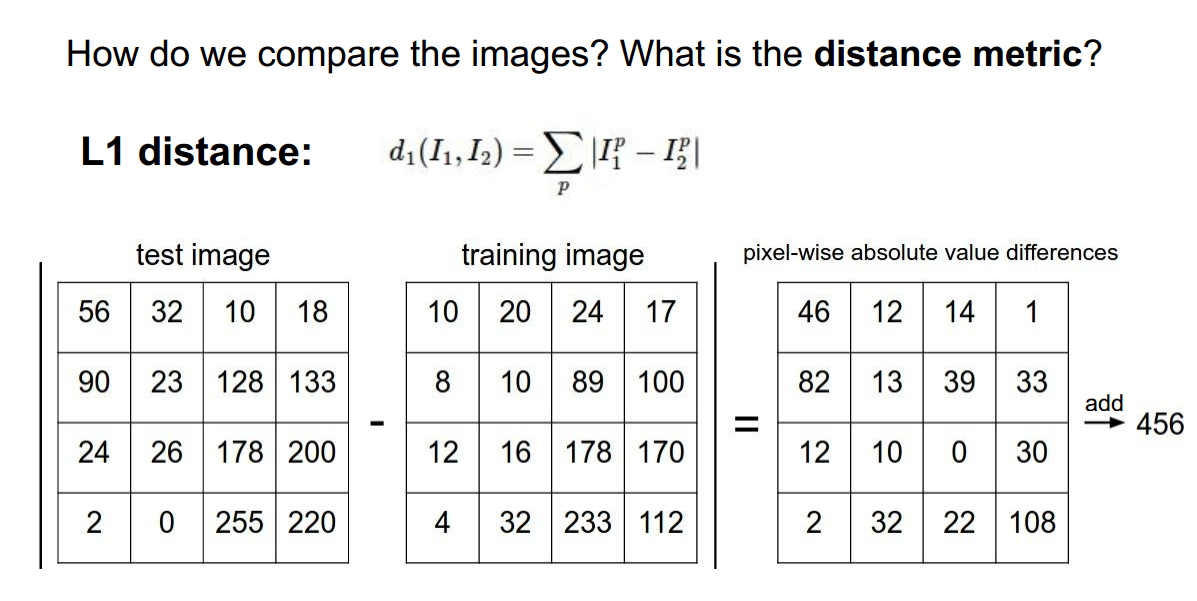 How do we compare the images? What is the distance metric?
L1 distance: d₁(I₁, I₂) = ∑ₚ |I₁ᵖ − I₂ᵖ|
test image training image pixel-wise absolute value differences
56 32 10 18 10 20 24 17 46 12 14 1
90 23 128 133 8 10 89 100 82 13 39 33
add
- = 456
24 26 178 200 12 16 178 170 12 10 0 30
2 0 255 220 4 32 233 112 2 32 22 108